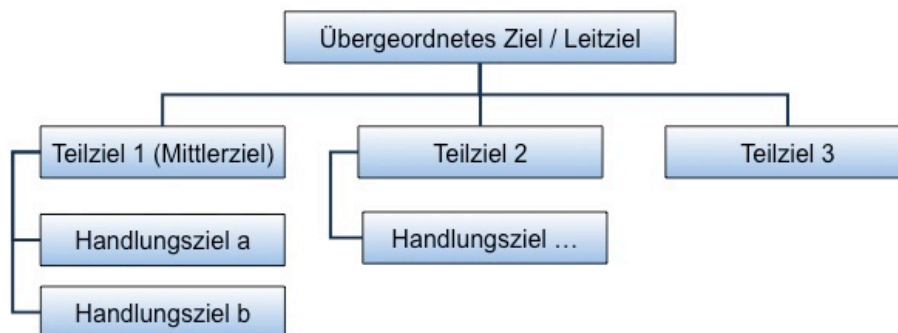 Übergeordnetes Ziel / Leitziel
Teilziel 1 (Mittlerziel)
Teilziel 2
Teilziel 3
Handlungsziel a
Handlungsziel …
Handlungsziel b